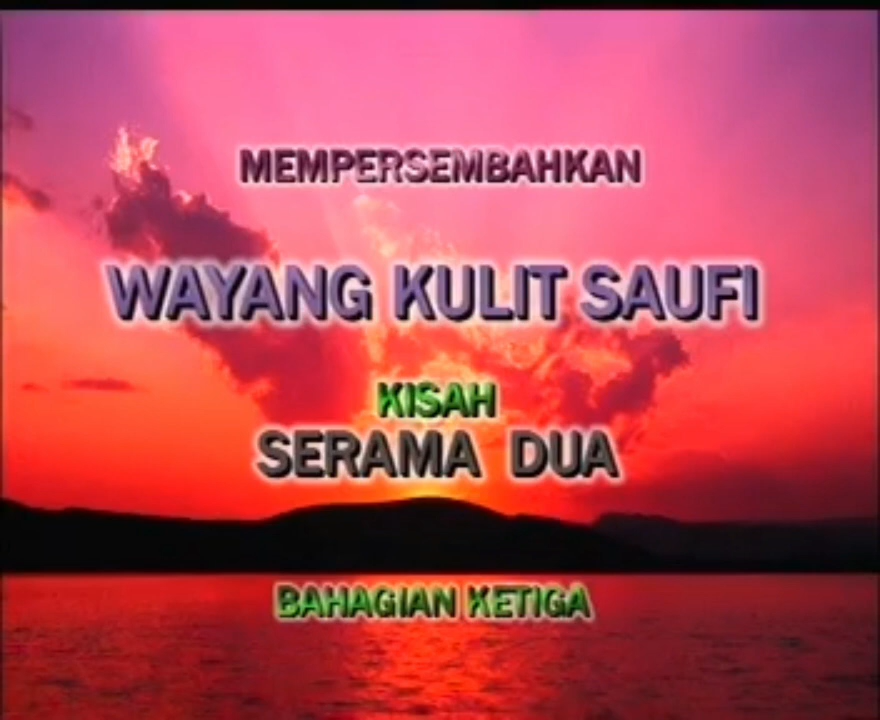 MEMPERSEMBAHKAN
WAYANG KULIT SAUFI
KISAH
SERAMA DUA
BAHAGIAN KETIGA